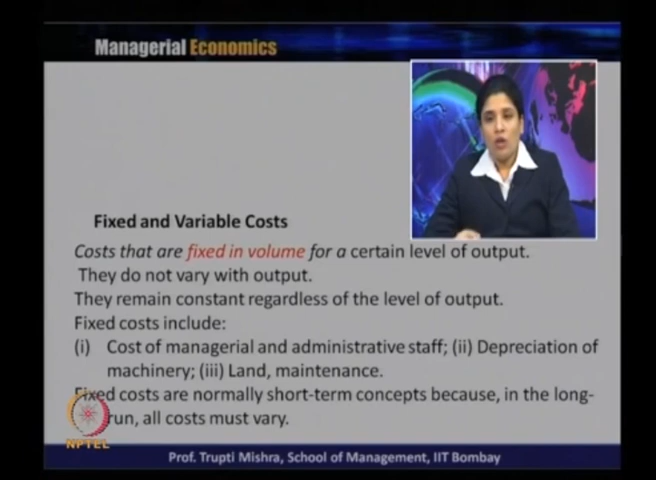 Managerial Economics
Fixed and Variable Costs
Costs that are fixed in volume for a certain level of output.
They do not vary with output.
They remain constant regardless of the level of output.
Fixed costs include:
(i) Cost of managerial and administrative staff; (ii) Depreciation of
machinery; (iii) Land, maintenance.
Fixed costs are normally short-term concepts because, in the long-
run, all costs must vary.
NPTEL
Prof. Trupti Mishra, School of Management, IIT Bombay